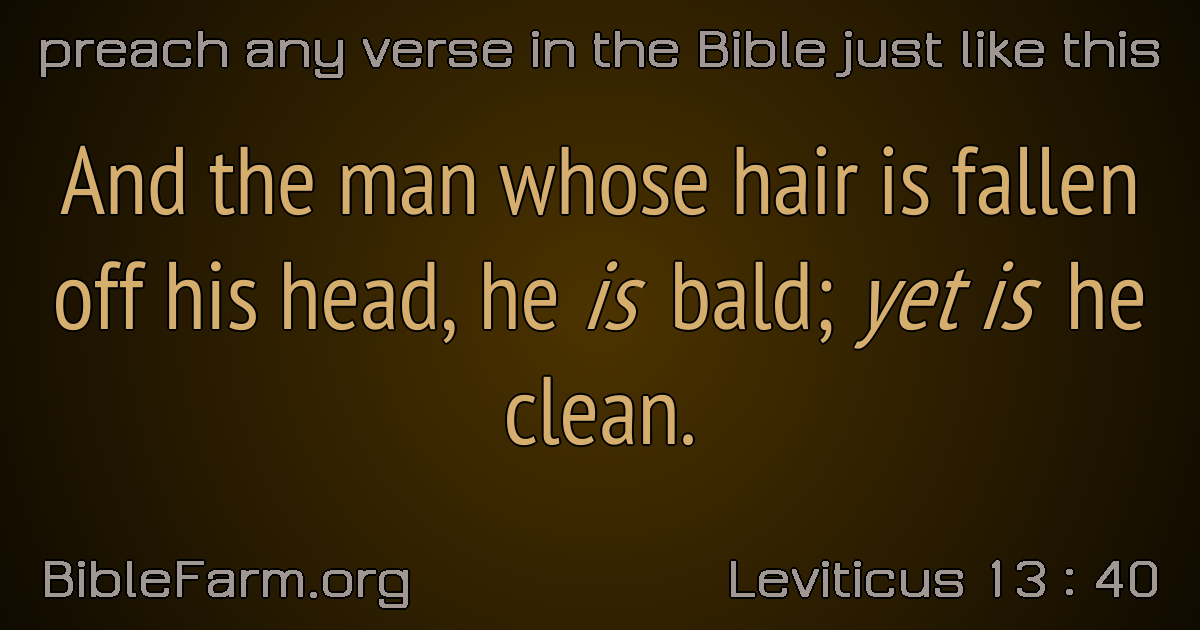 preach any verse in the Bible just like this
And the man whose hair is fallen
off his head, he is bald; yet is he
clean.
BibleFarm.org
Leviticus 13 : 40